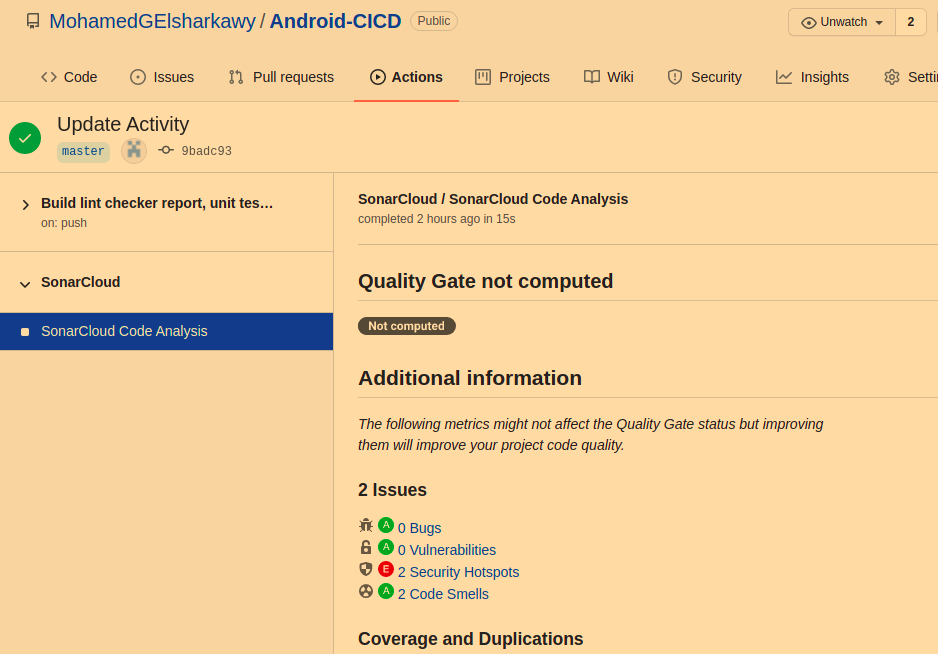 MohamedGElsharkawy / Android-CICD Public
Unwatch 2
Code Issues Pull requests Actions Projects Wiki Security Insights Settin
Update Activity
master 9badc93
Build lint checker report, unit tes…
on: push
SonarCloud
SonarCloud Code Analysis
SonarCloud / SonarCloud Code Analysis
completed 2 hours ago in 15s
Quality Gate not computed
Not computed
Additional information
The following metrics might not affect the Quality Gate status but improving
them will improve your project code quality.
2 Issues
A 0 Bugs
A 0 Vulnerabilities
E 2 Security Hotspots
A 2 Code Smells
Coverage and Duplications